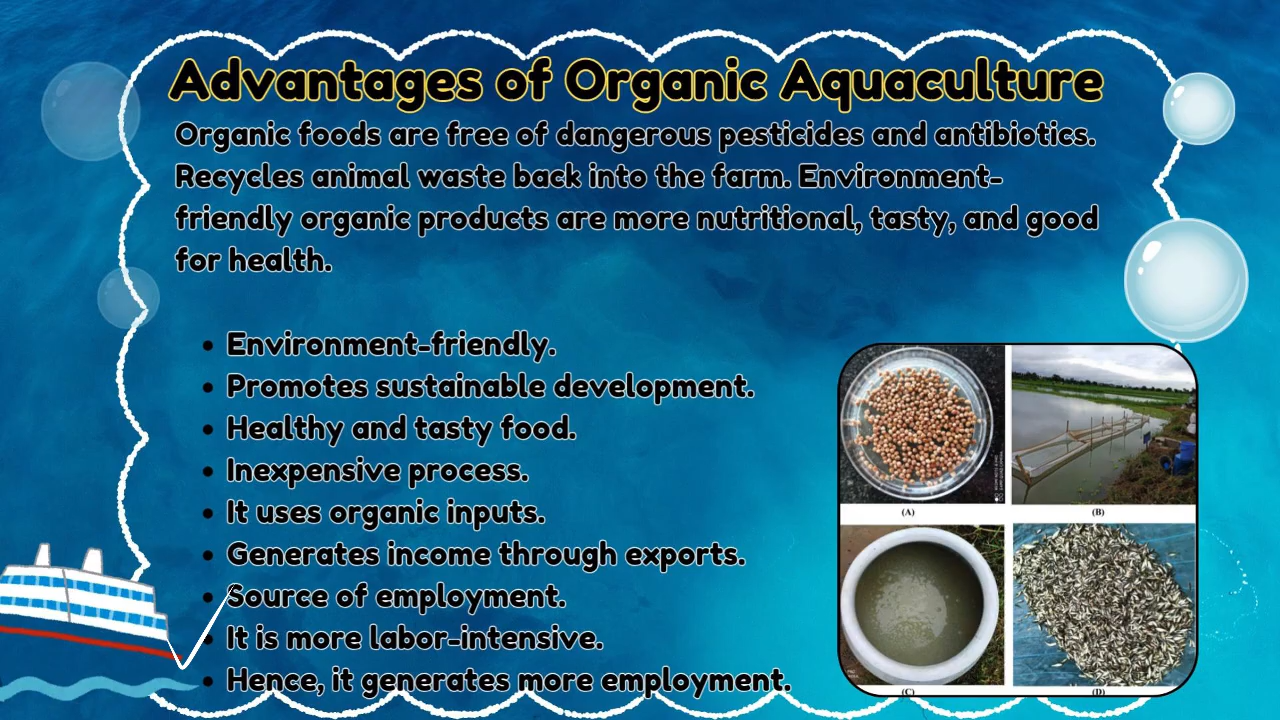 Advantages of Organic Aquaculture
Organic foods are free of dangerous pesticides and antibiotics.
Recycles animal waste back into the farm. Environment-
friendly organic products are more nutritional, tasty, and good
for health.
• Environment-friendly.
• Promotes sustainable development.
• Healthy and tasty food.
• Inexpensive process.
• It uses organic inputs.
• Generates income through exports.
• Source of employment.
• It is more labor-intensive.
• Hence, it generates more employment.
(A)
(B)
(C)
(D)